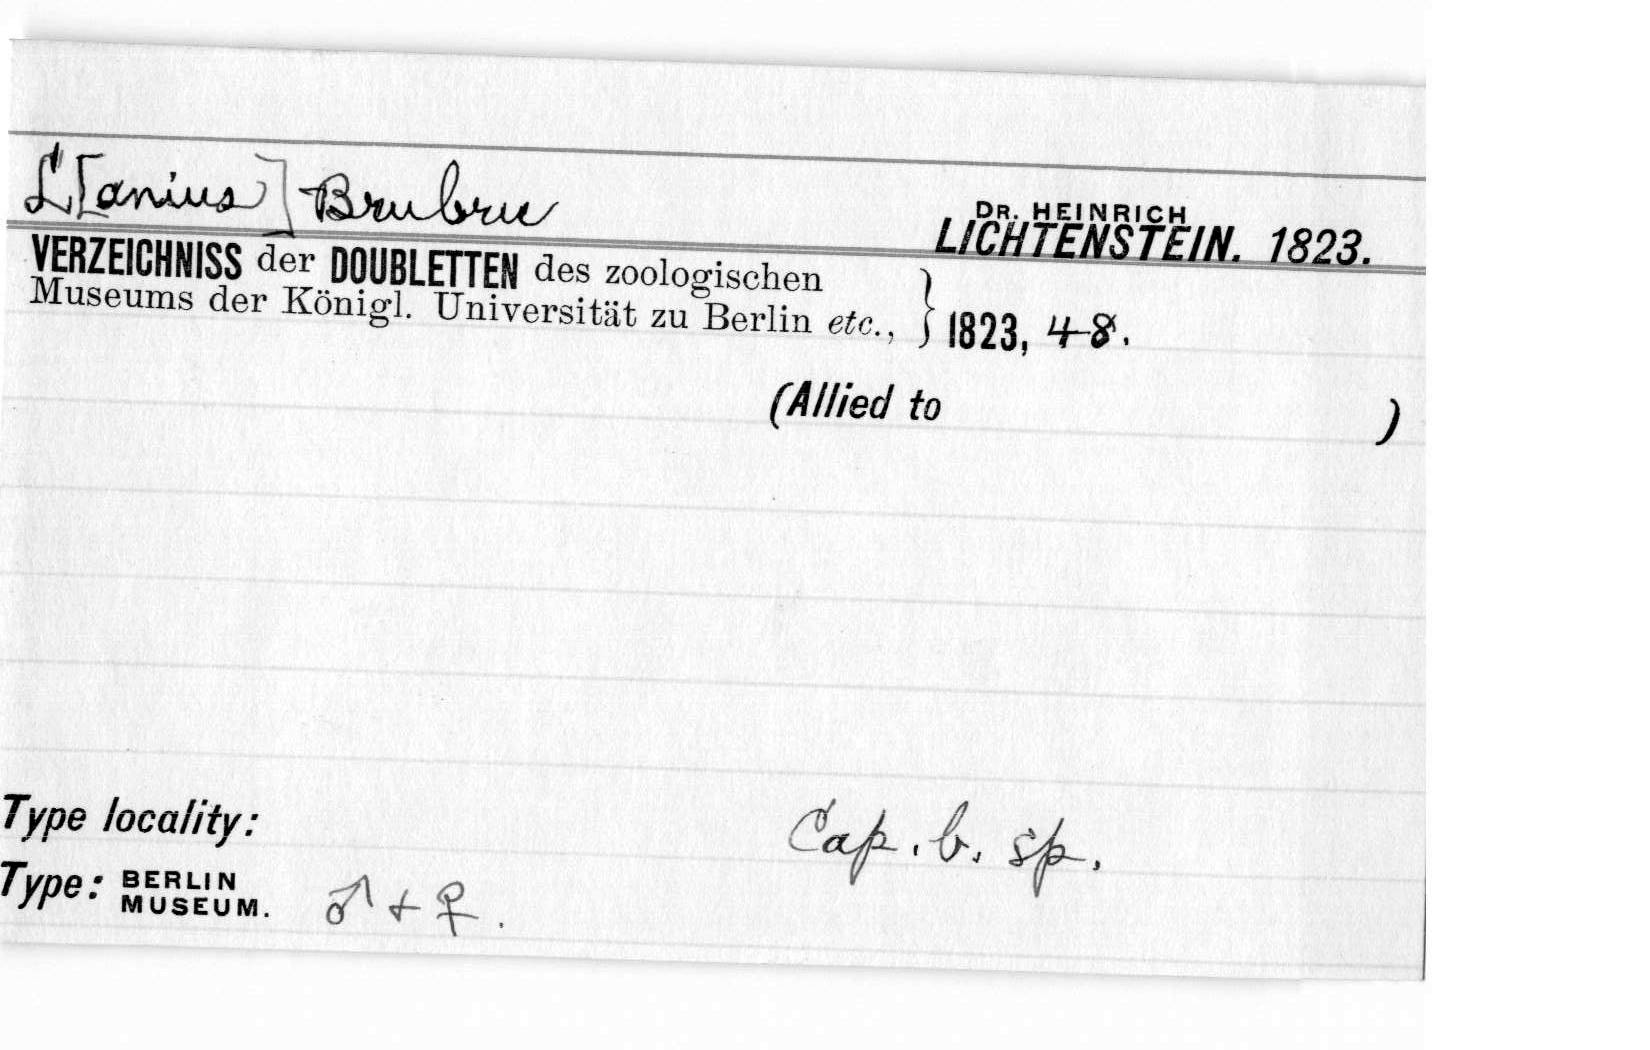 L[anius] Brubru
DR. HEINRICH
LICHTENSTEIN. 1823.
VERZEICHNISS der DOUBLETTEN des zoologischen
Museums der Königl. Universität zu Berlin etc., } 1823, 48.
(Allied to )
Type locality: Cap. b. sp.
Type: BERLIN MUSEUM. ♂ + ♀.